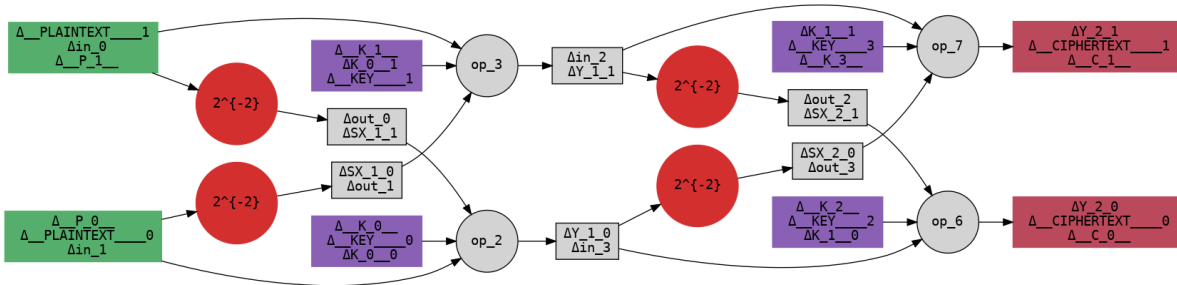 Δ__PLAINTEXT____1
Δin_0
Δ__P_1__
2^{-2}
Δout_0
ΔSX_1_1
Δ__K_1__
ΔK_0__1
Δ__KEY____1
op_3
Δin_2
ΔY_1_1
2^{-2}
Δout_2
ΔSX_2_1
ΔK_1__1
Δ__KEY____3
Δ__K_3__
op_7
ΔY_2_1
Δ__CIPHERTEXT____1
Δ__C_1__
Δ__P_0__
Δ__PLAINTEXT____0
Δin_1
2^{-2}
ΔSX_1_0
Δout_1
Δ__K_0__
Δ__KEY____0
ΔK_0__0
op_2
ΔY_1_0
Δin_3
2^{-2}
ΔSX_2_0
Δout_3
Δ__K_2__
Δ__KEY____2
ΔK_1__0
op_6
ΔY_2_0
Δ__CIPHERTEXT____0
Δ__C_0__